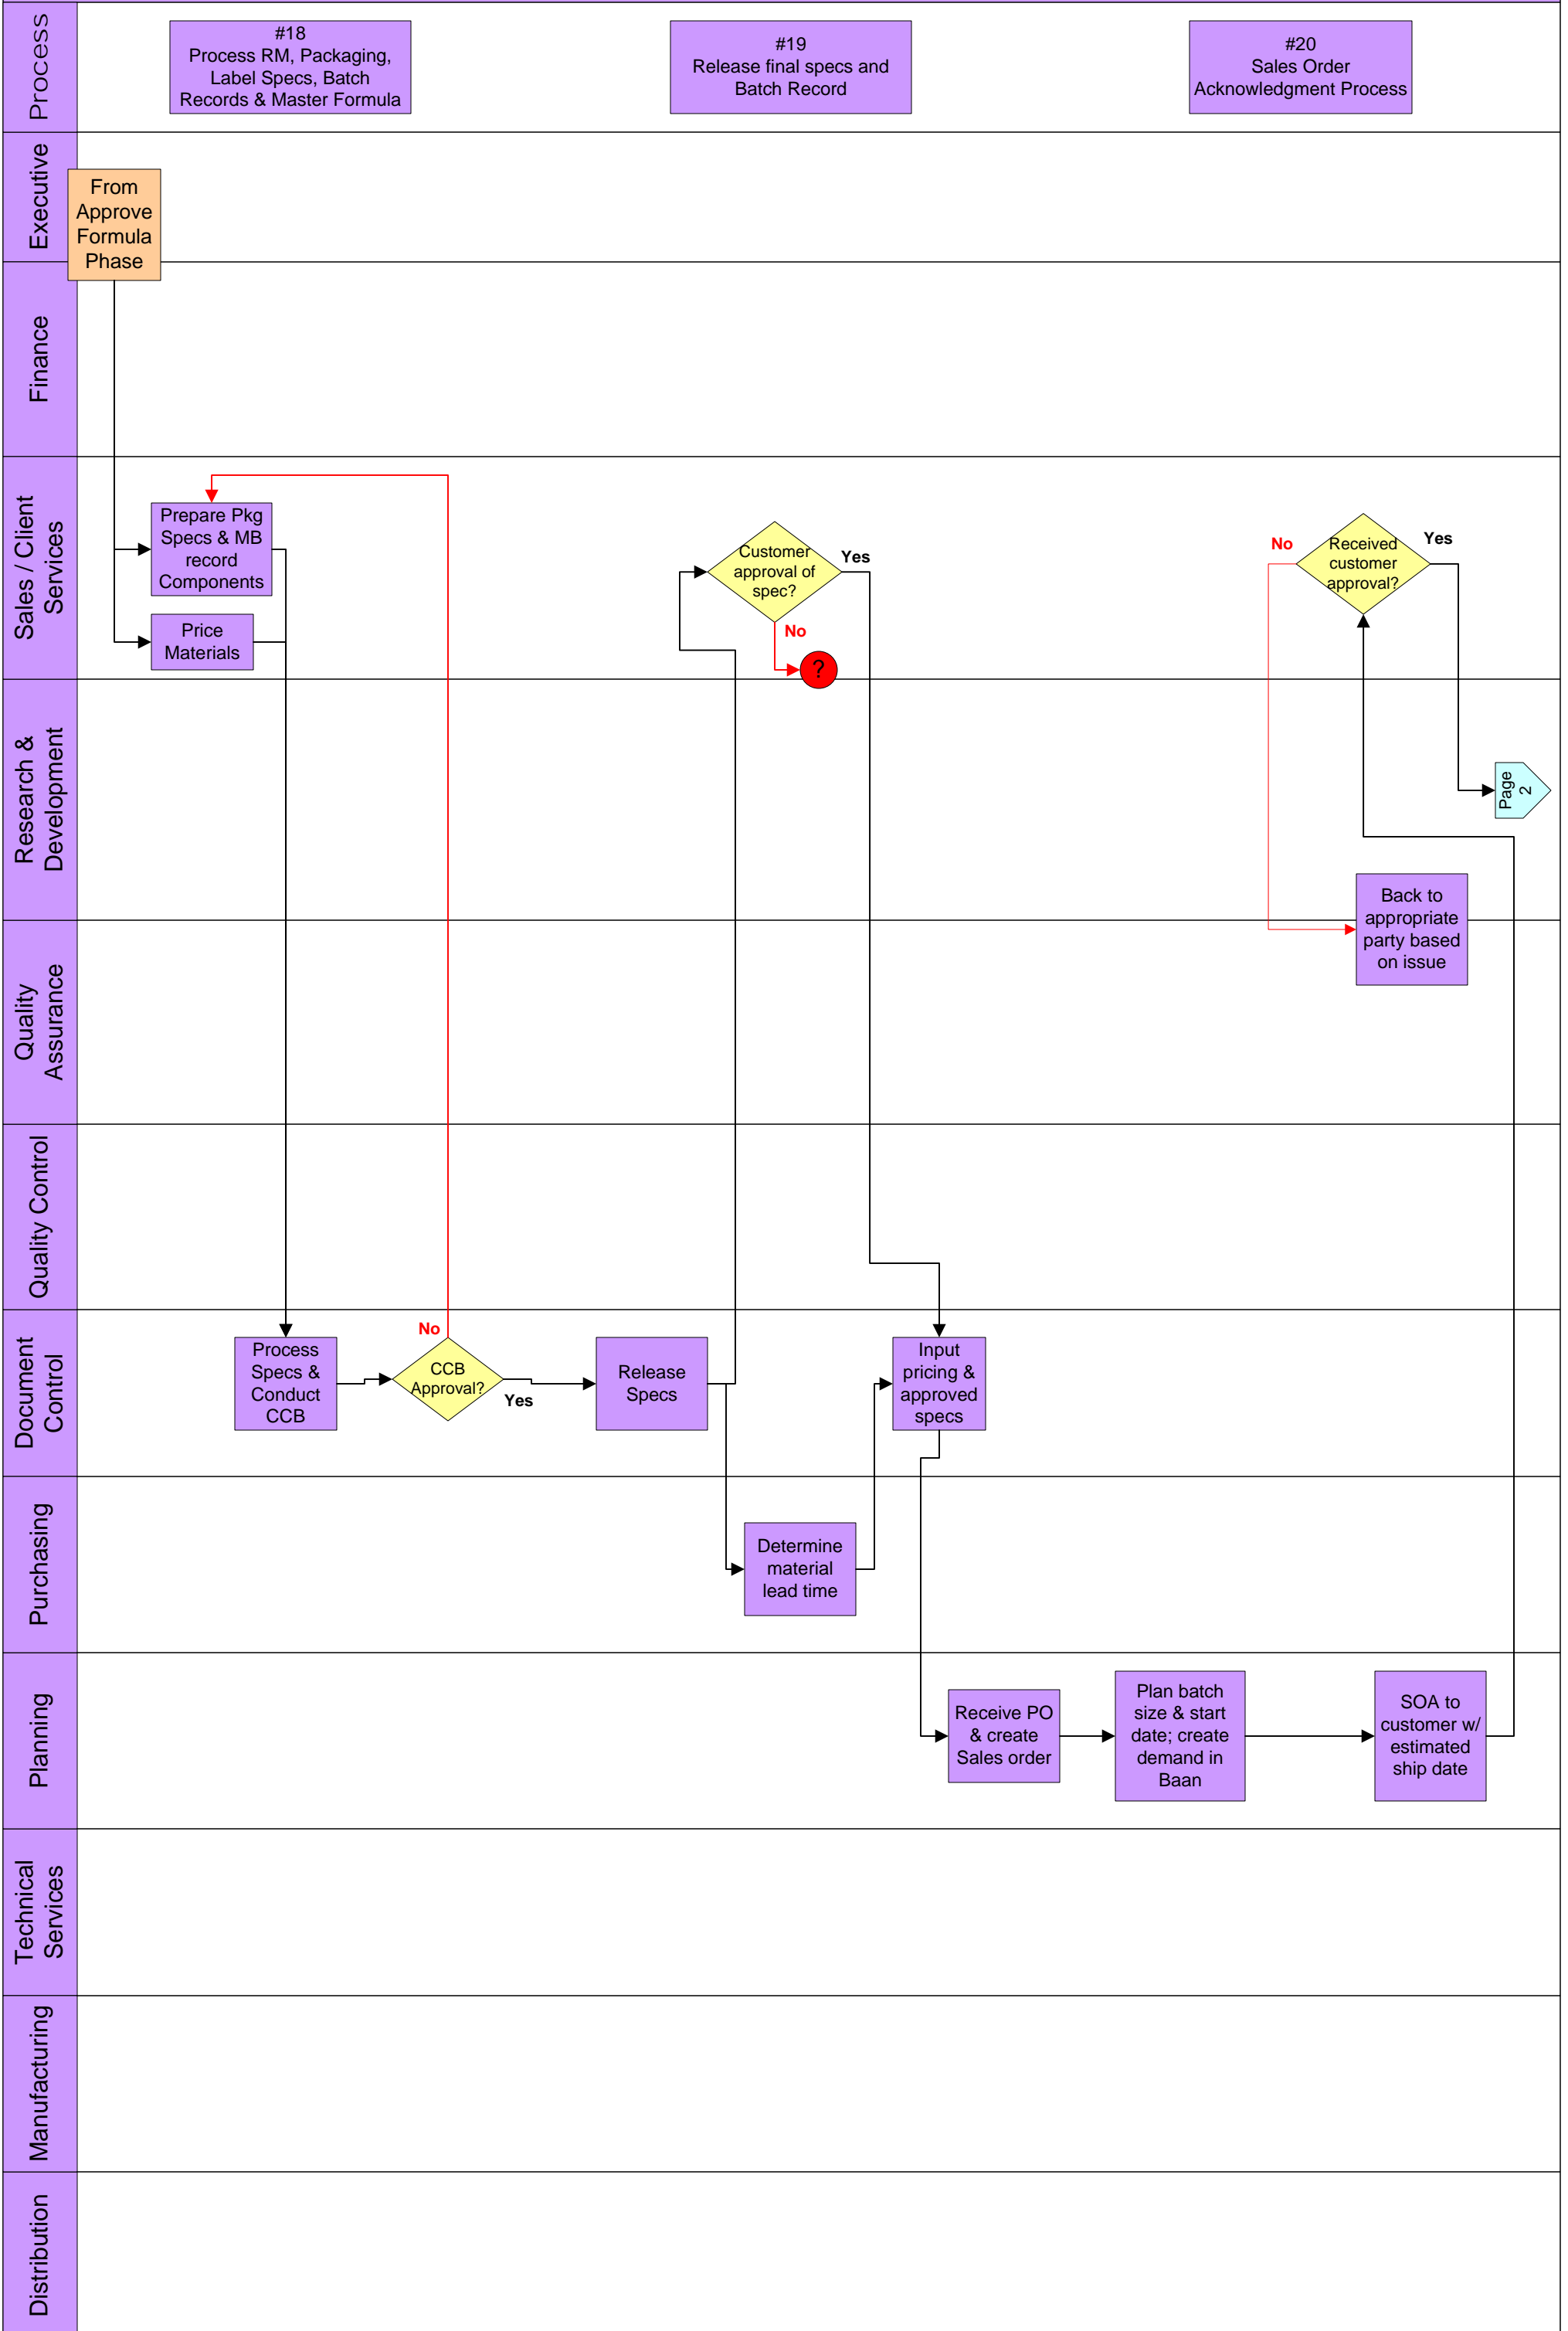 Process
#18
Process RM, Packaging,
Label Specs, Batch
Records & Master Formula
#19
Release final specs and
Batch Record
#20
Sales Order
Acknowledgment Process
Executive
From
Approve
Formula
Phase
Finance
Sales / Client
Services
Prepare Pkg
Specs & MB
record
Components
Price
Materials
Customer
approval of
spec?
Yes
No
?
No
Received
customer
approval?
Yes
Research &
Development
Page
2
Back to
appropriate
party based
on issue
Quality
Assurance
Quality Control
Document
Control
Process
Specs &
Conduct
CCB
No
CCB
Approval?
Yes
Release
Specs
Input
pricing &
approved
specs
Purchasing
Determine
material
lead time
Planning
Receive PO
& create
Sales order
Plan batch
size & start
date; create
demand in
Baan
SOA to
customer w/
estimated
ship date
Technical
Services
Manufacturing
Distribution